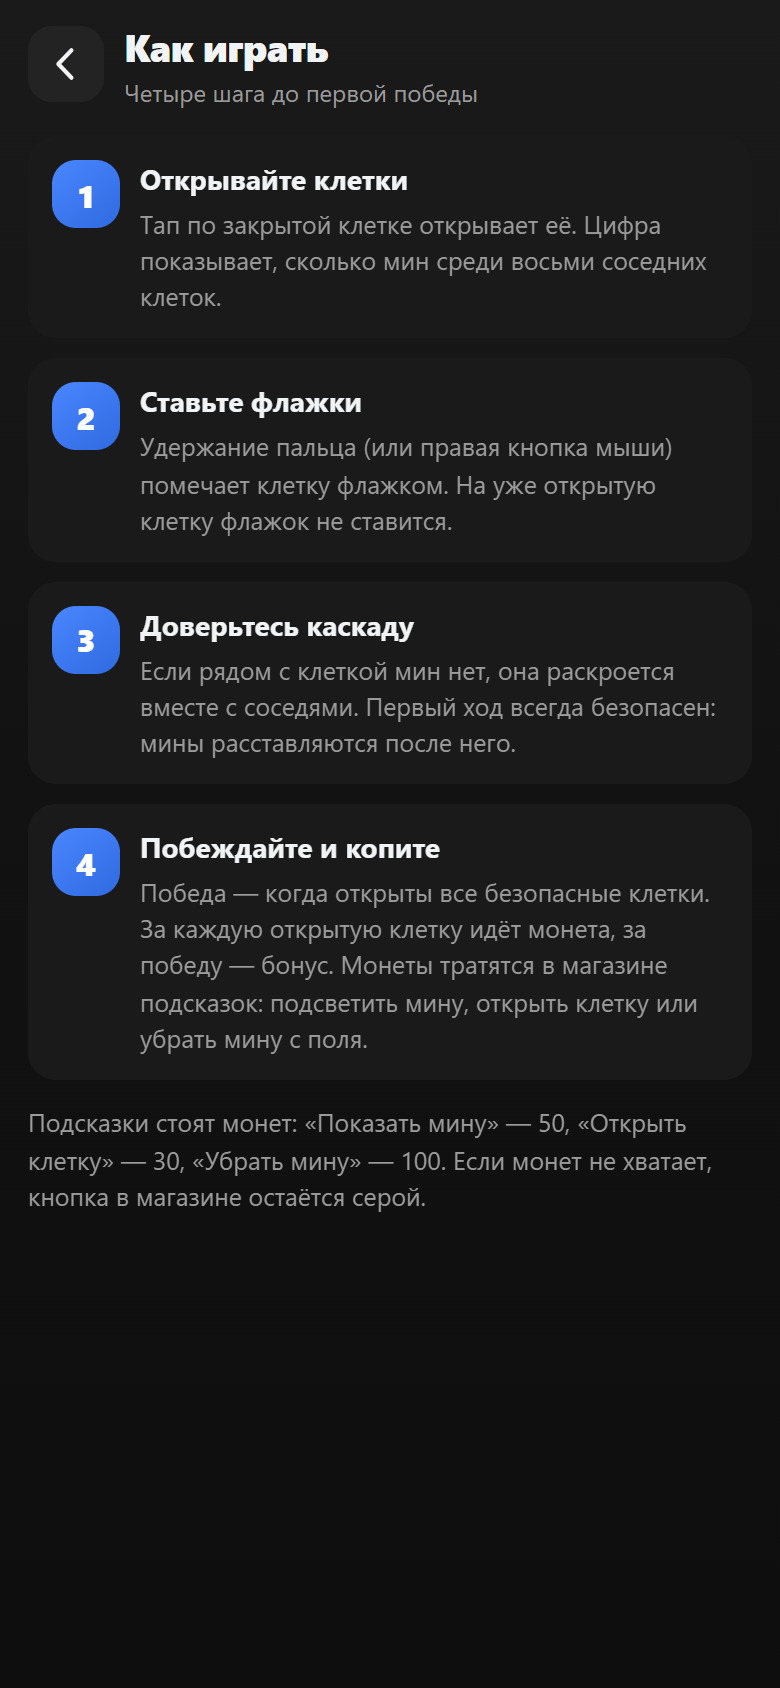 Как играть
Четыре шага до первой победы
1
Открывайте клетки
Тап по закрытой клетке открывает её. Цифра
показывает, сколько мин среди восьми соседних
клеток.
2
Ставьте флажки
Удержание пальца (или правая кнопка мыши)
помечает клетку флажком. На уже открытую
клетку флажок не ставится.
3
Доверьтесь каскаду
Если рядом с клеткой мин нет, она раскроется
вместе с соседями. Первый ход всегда безопасен:
мины расставляются после него.
4
Побеждайте и копите
Победа — когда открыты все безопасные клетки.
За каждую открытую клетку идёт монета, за
победу — бонус. Монеты тратятся в магазине
подсказок: подсветить мину, открыть клетку или
убрать мину с поля.
Подсказки стоят монет: «Показать мину» — 50, «Открыть
клетку» — 30, «Убрать мину» — 100. Если монет не хватает,
кнопка в магазине остаётся серой.